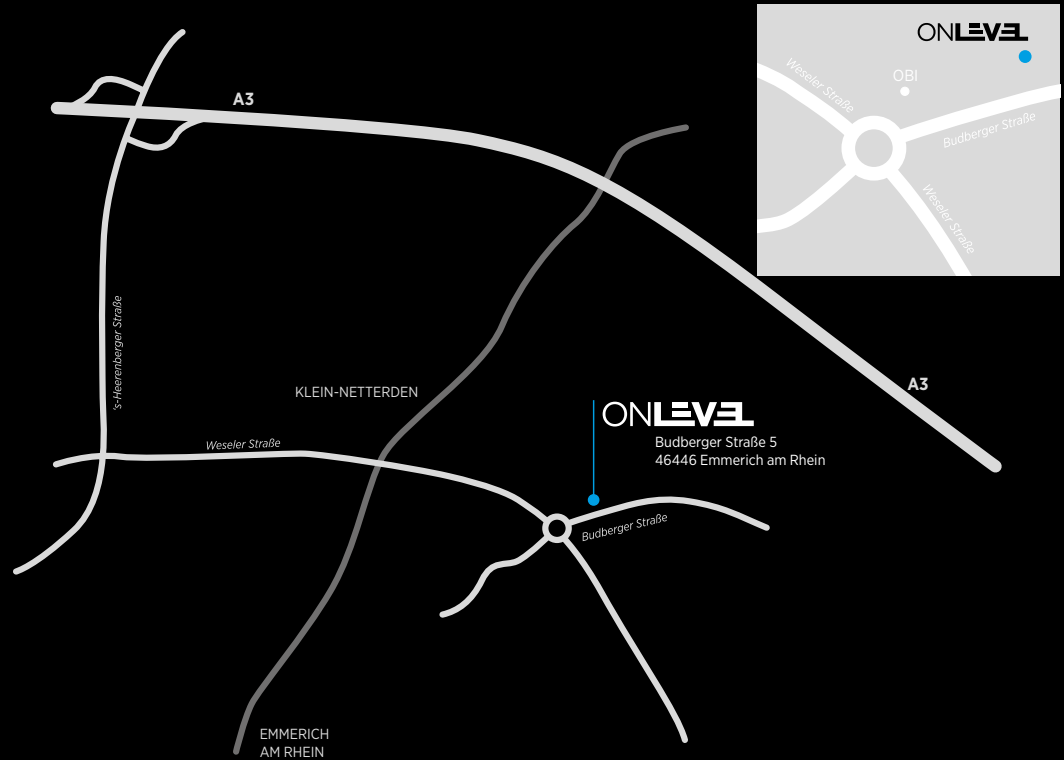 ONLEVEL
OBI
Weseler Straße
Budberger Straße
Weseler Straße
A3
's-Heerenberger Straße
A3
KLEIN-NETTERDEN
ONLEVEL
Budberger Straße 5
46446 Emmerich am Rhein
Weseler Straße
Budberger Straße
EMMERICH
AM RHEIN